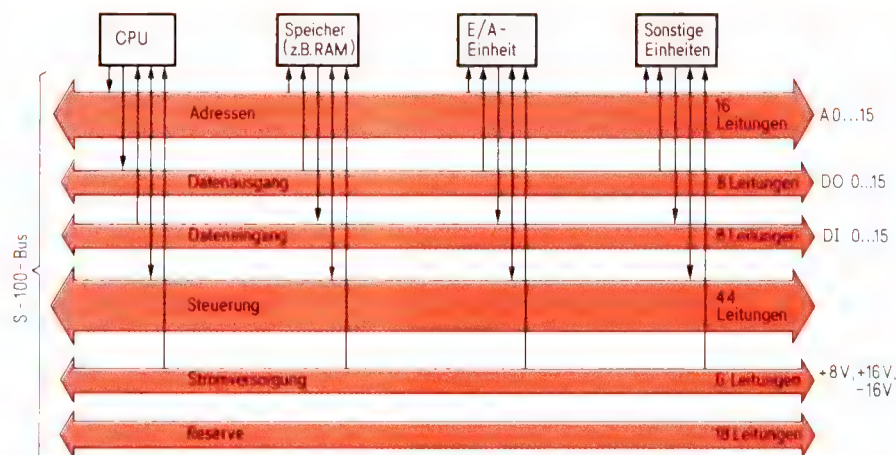 CPU
Speicher
(z.B. RAM)
E/A-
Einheit
Sonstige
Einheiten
S-100-Bus
Adressen
16
Leitungen
A 0...15
Datenausgang
8 Leitungen
DO 0...15
Dateneingang
8 Leitungen
DI 0...15
Steuerung
44
Leitungen
Stromversorgung
6 Leitungen
+8V, +16V,
-16V
Reserve
18 Leitungen